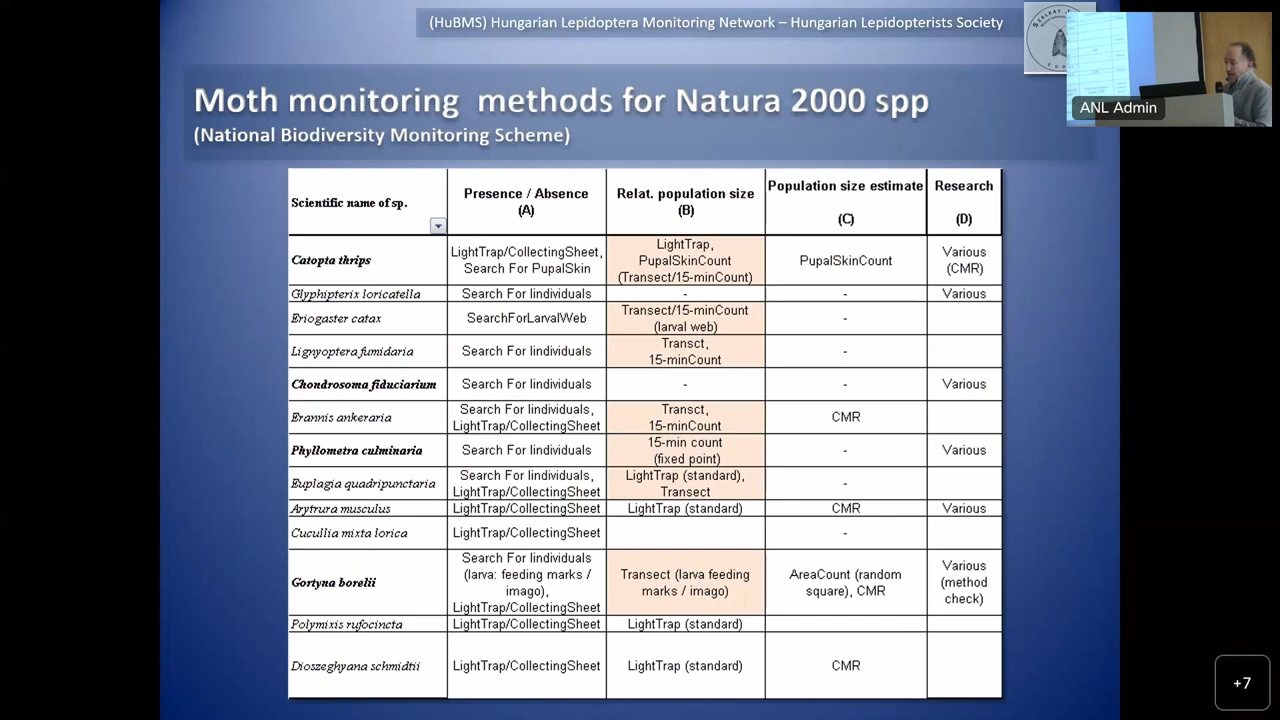 (HuBMS) Hungarian Lepidoptera Monitoring Network – Hungarian Lepidopterists Society
ANL Admin
Moth monitoring methods for Natura 2000 spp
(National Biodiversity Monitoring Scheme)
Scientific name of sp.
Presence / Absence
(A)
Relat. population size
(B)
Population size estimate
(C)
Research
(D)
Catopta thrips
LightTrap/CollectingSheet,
Search For PupalSkin
LightTrap,
PupalSkinCount
(Transect/15-minCount)
PupalSkinCount
Various
(CMR)
Glyphipterix loricatella
Search For Iindividuals
-
-
Various
Eriogaster catax
SearchForLarvalWeb
Transect/15-minCount
(larval web)
-
Lignyoptera fumidaria
Search For Iindividuals
Transct,
15-minCount
-
Chondrosoma fiduciarium
Search For Iindividuals
-
-
Various
Erannis ankeraria
Search For Iindividuals,
LightTrap/CollectingSheet
Transct,
15-minCount
CMR
Phyllometra culminaria
Search For Iindividuals
15-min count
(fixed point)
-
Various
Euplagia quadripunctaria
Search For Iindividuals,
LightTrap/CollectingSheet
LightTrap (standard),
Transect
-
Arytrura musculus
LightTrap/CollectingSheet
LightTrap (standard)
CMR
Various
Cucullia mixta lorica
LightTrap/CollectingSheet
-
Gortyna borelii
Search For Iindividuals
(larva: feeding marks /
imago),
LightTrap/CollectingSheet
Transect (larva feeding
marks / imago)
AreaCount (random
square), CMR
Various
(method
check)
Polymixis rufocincta
LightTrap/CollectingSheet
LightTrap (standard)
Dioszeghyana schmidtii
LightTrap/CollectingSheet
LightTrap (standard)
CMR
+7